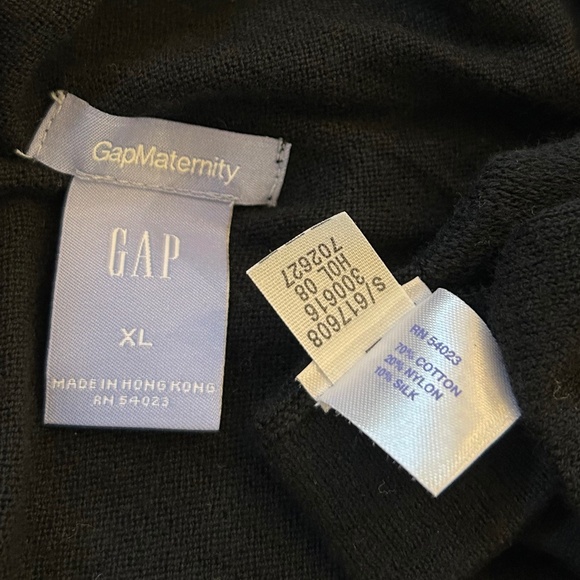 GapMaternity
GAP
XL
MADE IN HONG KONG
RN 54023
S/617608
300616
HOL 08
702627
RN 54023
70% COTTON
20% NYLON
10% SILK